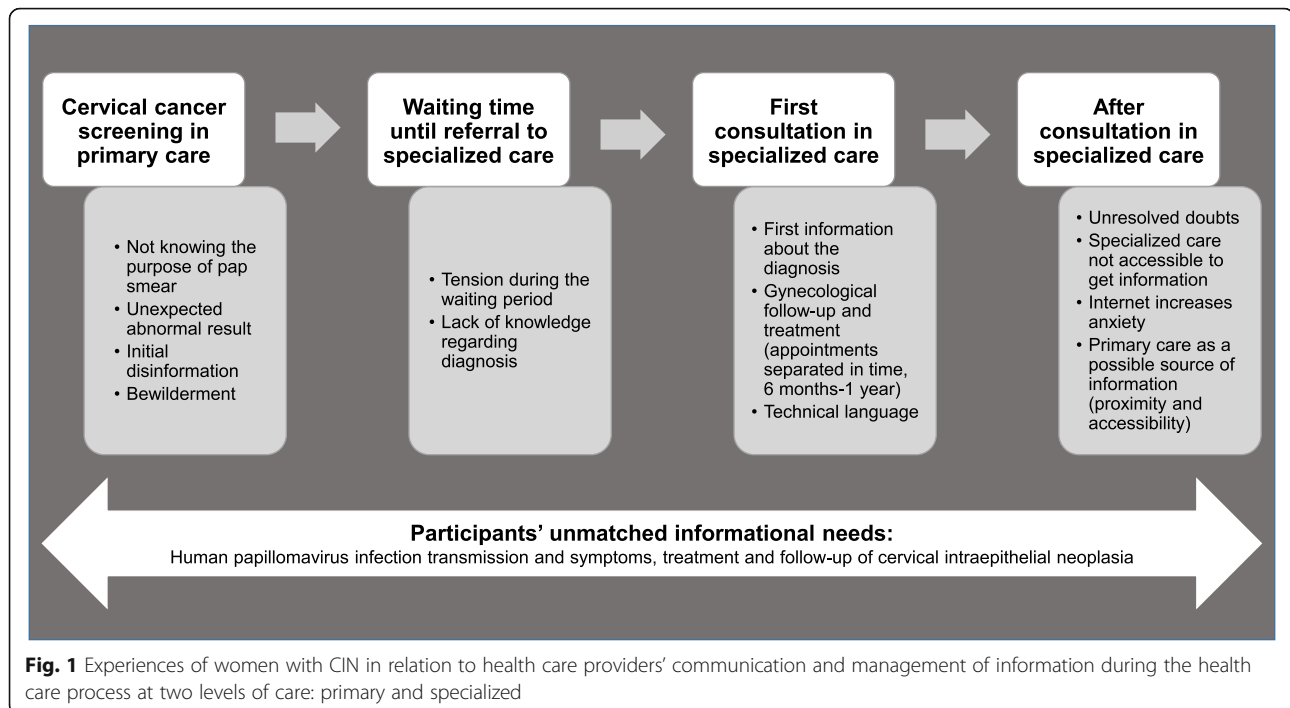 Cervical cancer
screening in
primary care
Waiting time
until referral to
specialized care
First
consultation in
specialized care
After
consultation in
specialized care
• Not knowing the
purpose of pap
smear
• Unexpected
abnormal result
• Initial
disinformation
• Bewilderment
• Tension during the
waiting period
• Lack of knowledge
regarding
diagnosis
• First information
about the
diagnosis
• Gynecological
follow-up and
treatment
(appointments
separated in time,
6 months-1 year)
• Technical language
• Unresolved doubts
• Specialized care
not accessible to
get information
• Internet increases
anxiety
• Primary care as a
possible source of
information
(proximity and
accessibility)
Participants’ unmatched informational needs:
Human papillomavirus infection transmission and symptoms, treatment and follow-up of cervical intraepithelial neoplasia
Fig. 1 Experiences of women with CIN in relation to health care providers’ communication and management of information during the health
care process at two levels of care: primary and specialized